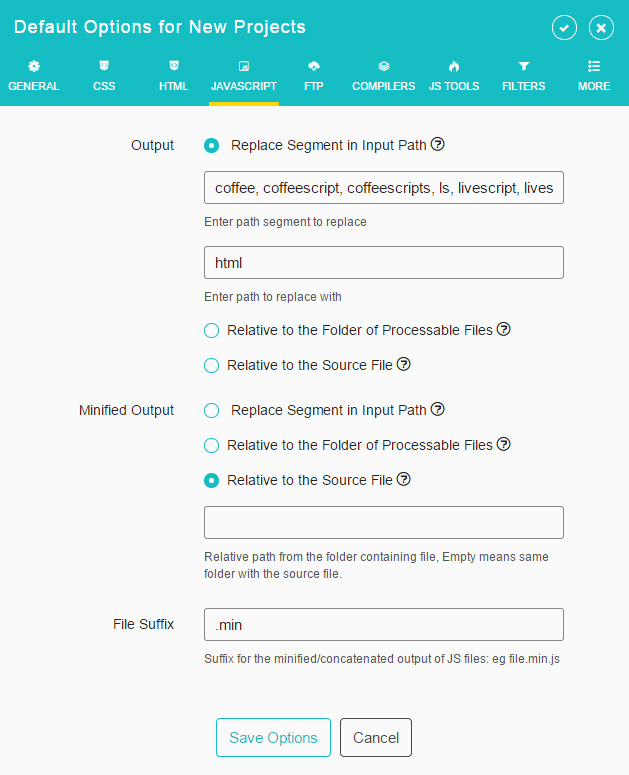 Default Options for New Projects
GENERAL CSS HTML JAVASCRIPT FTP COMPILERS JS TOOLS FILTERS MORE
Output Replace Segment in Input Path
coffee, coffeescript, coffeescripts, ls, livescript, lives
Enter path segment to replace
html
Enter path to replace with
Relative to the Folder of Processable Files
Relative to the Source File
Minified Output Replace Segment in Input Path
Relative to the Folder of Processable Files
Relative to the Source File
Relative path from the folder containing file, Empty means same
folder with the source file.
File Suffix .min
Suffix for the minified/concatenated output of JS files: eg file.min.js
Save Options Cancel